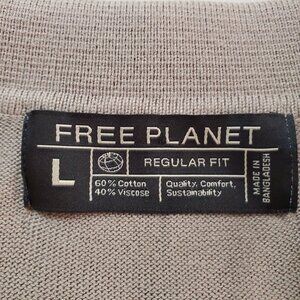 FREE PLANET
L
REGULAR FIT
60% Cotton
40% Viscose
Quality, Comfort,
Sustainability
MADE IN
BANGLADESH